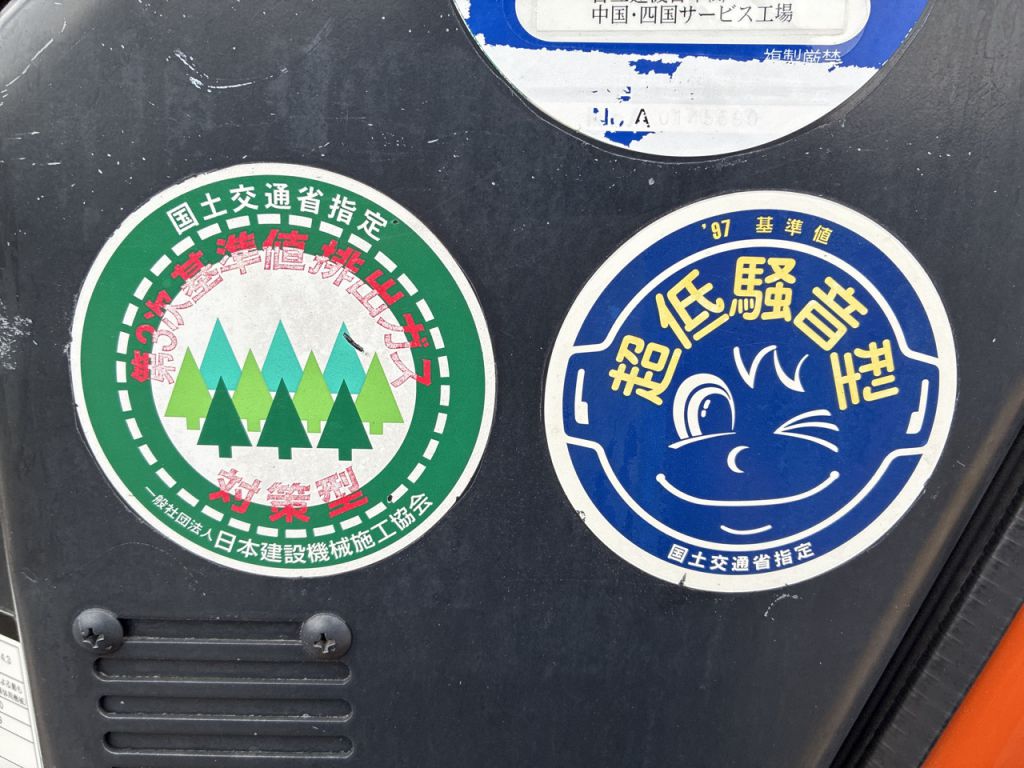 中国・四国サービス工場
複製厳禁
国土交通省指定
第3次基準値排出ガス
対策型
一般社団法人日本建設機械施工協会
'97 基準値
超低騒音型
国土交通省指定